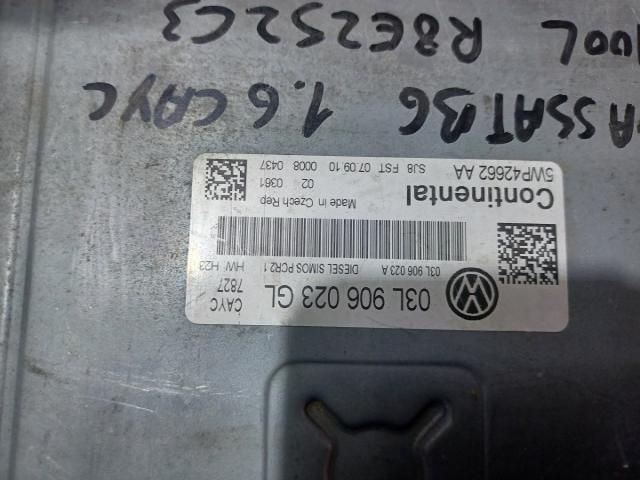 03L 906 023 GL
CAYC
7827
HW H23
03L 906 023 A DIESEL SIMOS PCR2.1
Made in Czech Rep
02 0361
Continental
5WP42662 AA SJ8 FST 07.09.10 0008 0437
ASSAT B6 1.6 CAYC
R8E252C3